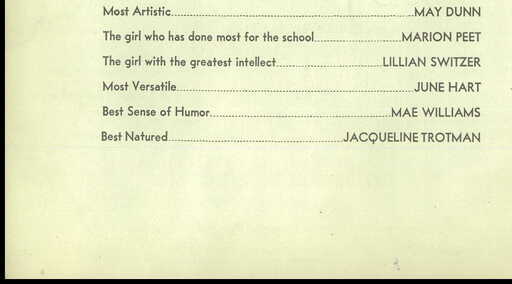 Most Artistic........................MAY DUNN
The girl who has done most for the school........................MARION PEET
The girl with the greatest intellect........................LILLIAN SWITZER
Most Versatile........................JUNE HART
Best Sense of Humor........................MAE WILLIAMS
Best Natured........................JACQUELINE TROTMAN